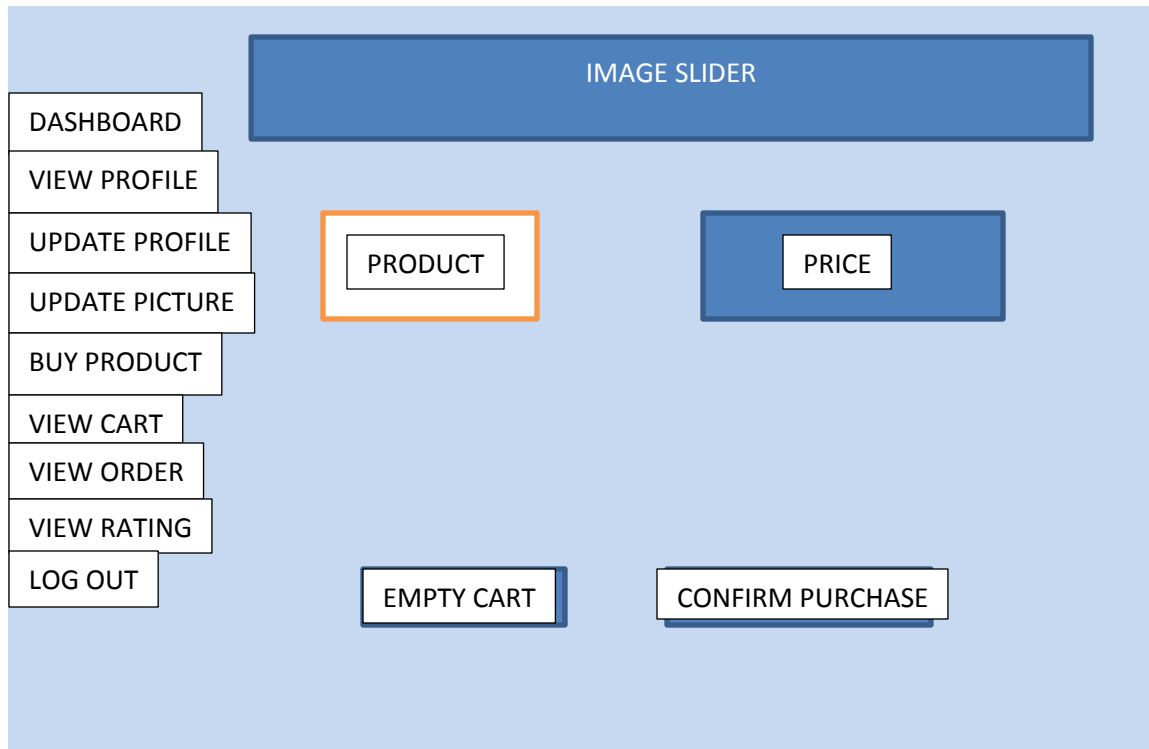 IMAGE SLIDER
DASHBOARD
VIEW PROFILE
UPDATE PROFILE
UPDATE PICTURE
BUY PRODUCT
VIEW CART
VIEW ORDER
VIEW RATING
LOG OUT
PRODUCT
PRICE
EMPTY CART
CONFIRM PURCHASE